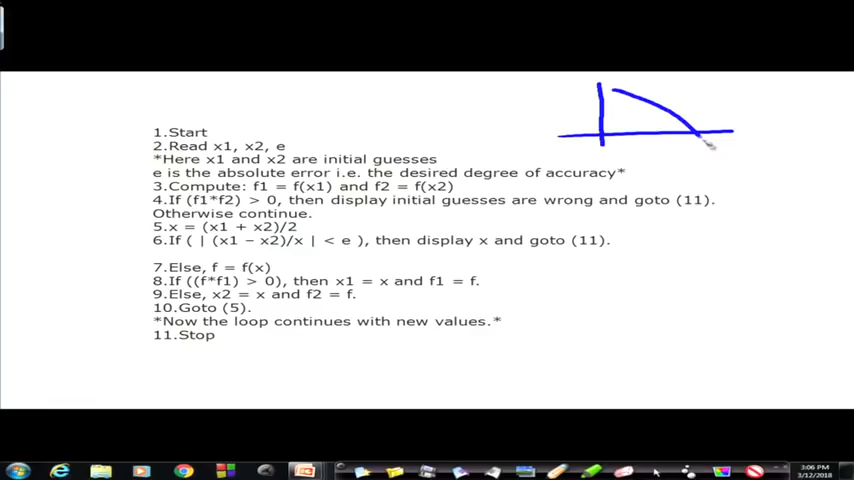 1.Start
2.Read x1, x2, e
*Here x1 and x2 are initial guesses
e is the absolute error i.e. the desired degree of accuracy*
3.Compute: f1 = f(x1) and f2 = f(x2)
4.If (f1*f2) > 0, then display initial guesses are wrong and goto (11).
Otherwise continue.
5.x = (x1 + x2)/2
6.If ( | (x1 – x2)/x | < e ), then display x and goto (11).
7.Else, f = f(x)
8.If ((f*f1) > 0), then x1 = x and f1 = f.
9.Else, x2 = x and f2 = f.
10.Goto (5).
*Now the loop continues with new values.*
11.Stop
3:06 PM
3/12/2018